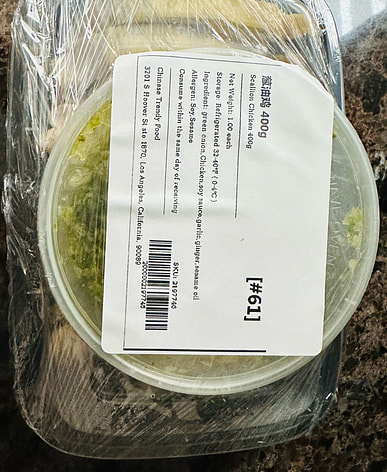 葱油鸡 400g
Scallion Chicken 400g
Net Weight: 1.00 each
Storage: Refrigerated 32-40°F ( 0-4°C)
Ingredient: green onion,Chicken,soy sauce,garlic,ginger,sesame oil
Allergen: Soy,Sesame
Consume within the same day of receiving
Chinese Trendy Food
3201 S Hoover St ste 1870, Los Angeles, California, 90089
[#61]
SKU: 2197746
2000002197746